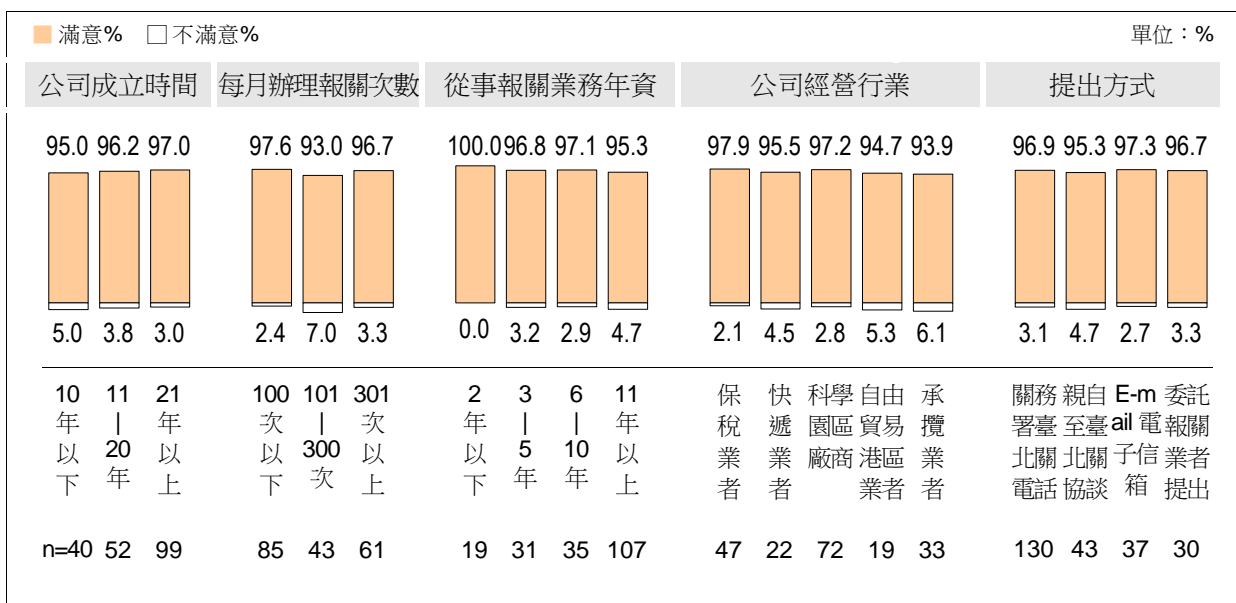 滿意% 不滿意% 單位：%
公司成立時間 每月辦理報關次數 從事報關業務年資 公司經營行業 提出方式
95.0 96.2 97.0 97.6 93.0 96.7 100.0 96.8 97.1 95.3 97.9 95.5 97.2 94.7 93.9 96.9 95.3 97.3 96.7
5.0 3.8 3.0 2.4 7.0 3.3 0.0 3.2 2.9 4.7 2.1 4.5 2.8 5.3 6.1 3.1 4.7 2.7 3.3
10年以下
11|20年
21年以上
100次以下
101|300次
301次以上
2年以下
3|5年
6|10年
11年以上
保稅業者
快遞業者
科學園區廠商
自由貿易港區業者
承攬業者
關務署臺北關電話
親自至臺北關協談
E-mail電子信箱
委託報關業者提出
n=40 52 99 85 43 61 19 31 35 107 47 22 72 19 33 130 43 37 30